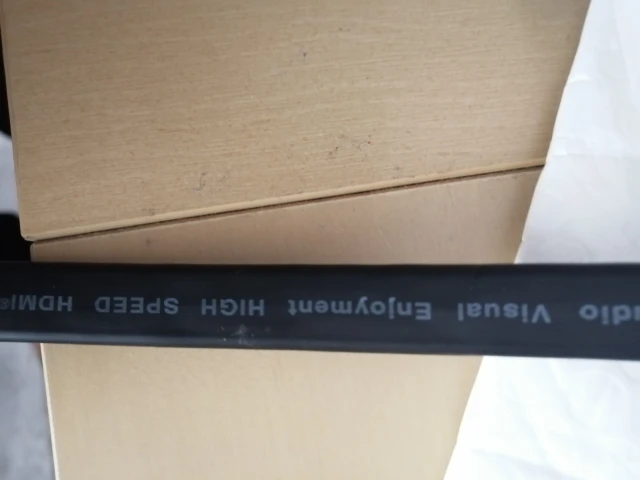 udio Visual Enjoyment HIGH SPEED HDMI®